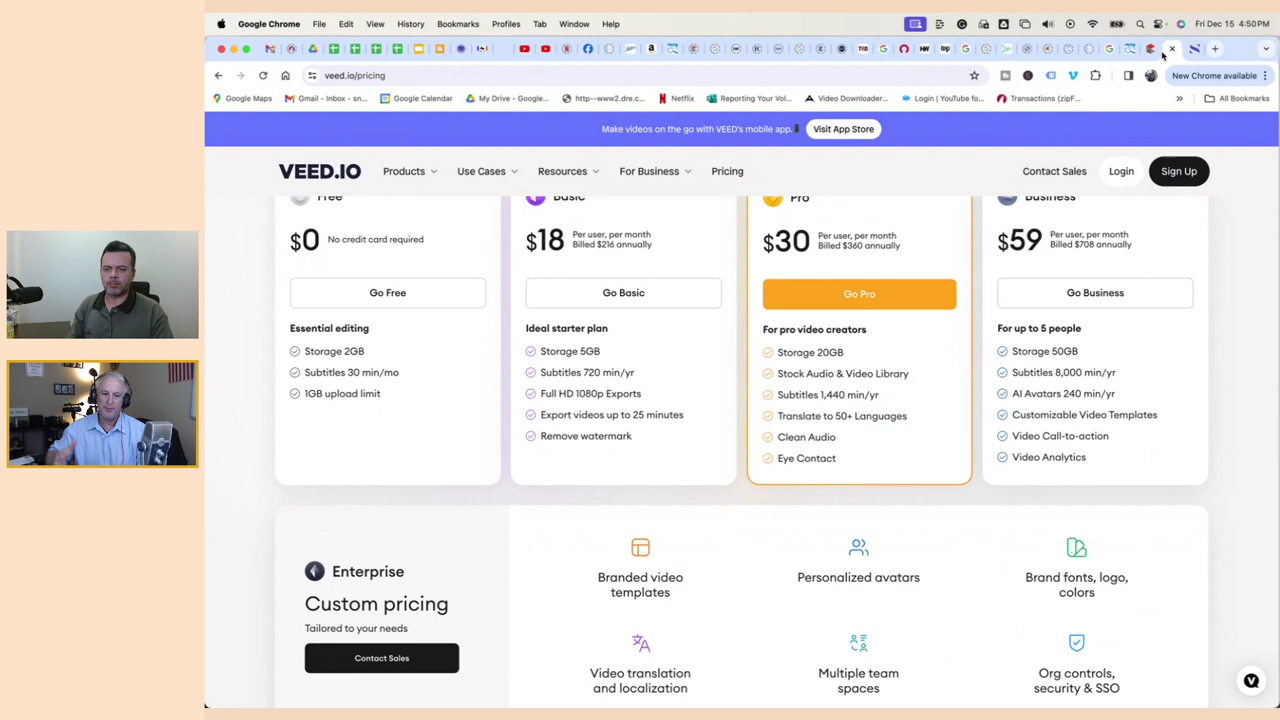 Google Chrome File Edit View History Bookmarks Profiles Tab Window Help
Fri Dec 15 4:50 PM
veed.io/pricing
New Chrome available
Google Maps
Gmail - Inbox - sn...
Google Calendar
My Drive - Google...
http--www2.dre.c...
Netflix
Reporting Your Vol...
Video Downloader...
Login | YouTube fo...
Transactions (zipF...
»
All Bookmarks
Make videos on the go with VEED's mobile app.
Visit App Store
VEED.IO
Products
Use Cases
Resources
For Business
Pricing
Contact Sales
Login
Sign Up
Free
$0
No credit card required
Go Free
Essential editing
Storage 2GB
Subtitles 30 min/mo
1GB upload limit
Basic
$18
Per user, per month
Billed $216 annually
Go Basic
Ideal starter plan
Storage 5GB
Subtitles 720 min/yr
Full HD 1080p Exports
Export videos up to 25 minutes
Remove watermark
Pro
$30
Per user, per month
Billed $360 annually
Go Pro
For pro video creators
Storage 20GB
Stock Audio & Video Library
Subtitles 1,440 min/yr
Translate to 50+ Languages
Clean Audio
Eye Contact
Business
$59
Per user, per month
Billed $708 annually
Go Business
For up to 5 people
Storage 50GB
Subtitles 8,000 min/yr
AI Avatars 240 min/yr
Customizable Video Templates
Video Call-to-action
Video Analytics
Enterprise
Custom pricing
Tailored to your needs
Contact Sales
Branded video
templates
Personalized avatars
Brand fonts, logo,
colors
Video translation
and localization
Multiple team
spaces
Org controls,
security & SSO